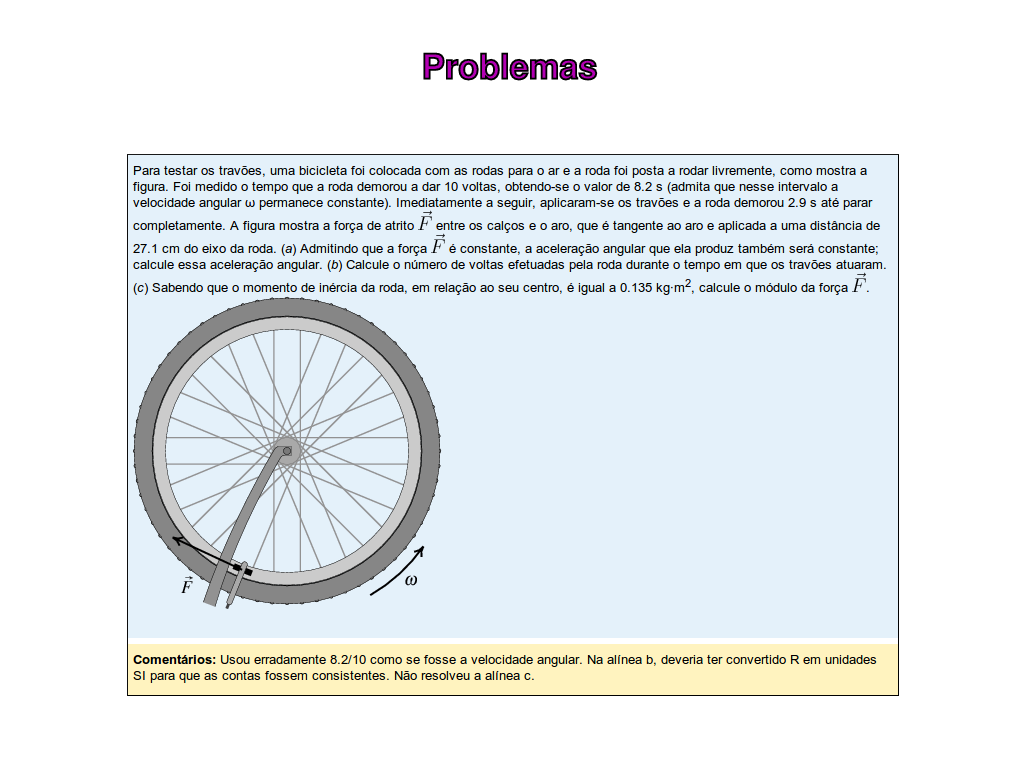 Problemas
Para testar os travões, uma bicicleta foi colocada com as rodas para o ar e a roda foi posta a rodar livremente, como mostra a
figura. Foi medido o tempo que a roda demorou a dar 10 voltas, obtendo-se o valor de 8.2 s (admita que nesse intervalo a
velocidade angular ω permanece constante). Imediatamente a seguir, aplicaram-se os travões e a roda demorou 2.9 s até parar
completamente. A figura mostra a força de atrito F⃗ entre os calços e o aro, que é tangente ao aro e aplicada a uma distância de
27.1 cm do eixo da roda. (a) Admitindo que a força F⃗ é constante, a aceleração angular que ela produz também será constante;
calcule essa aceleração angular. (b) Calcule o número de voltas efetuadas pela roda durante o tempo em que os travões atuaram.
(c) Sabendo que o momento de inércia da roda, em relação ao seu centro, é igual a 0.135 kg·m², calcule o módulo da força F⃗.
F⃗
ω
Comentários: Usou erradamente 8.2/10 como se fosse a velocidade angular. Na alínea b, deveria ter convertido R em unidades
SI para que as contas fossem consistentes. Não resolveu a alínea c.